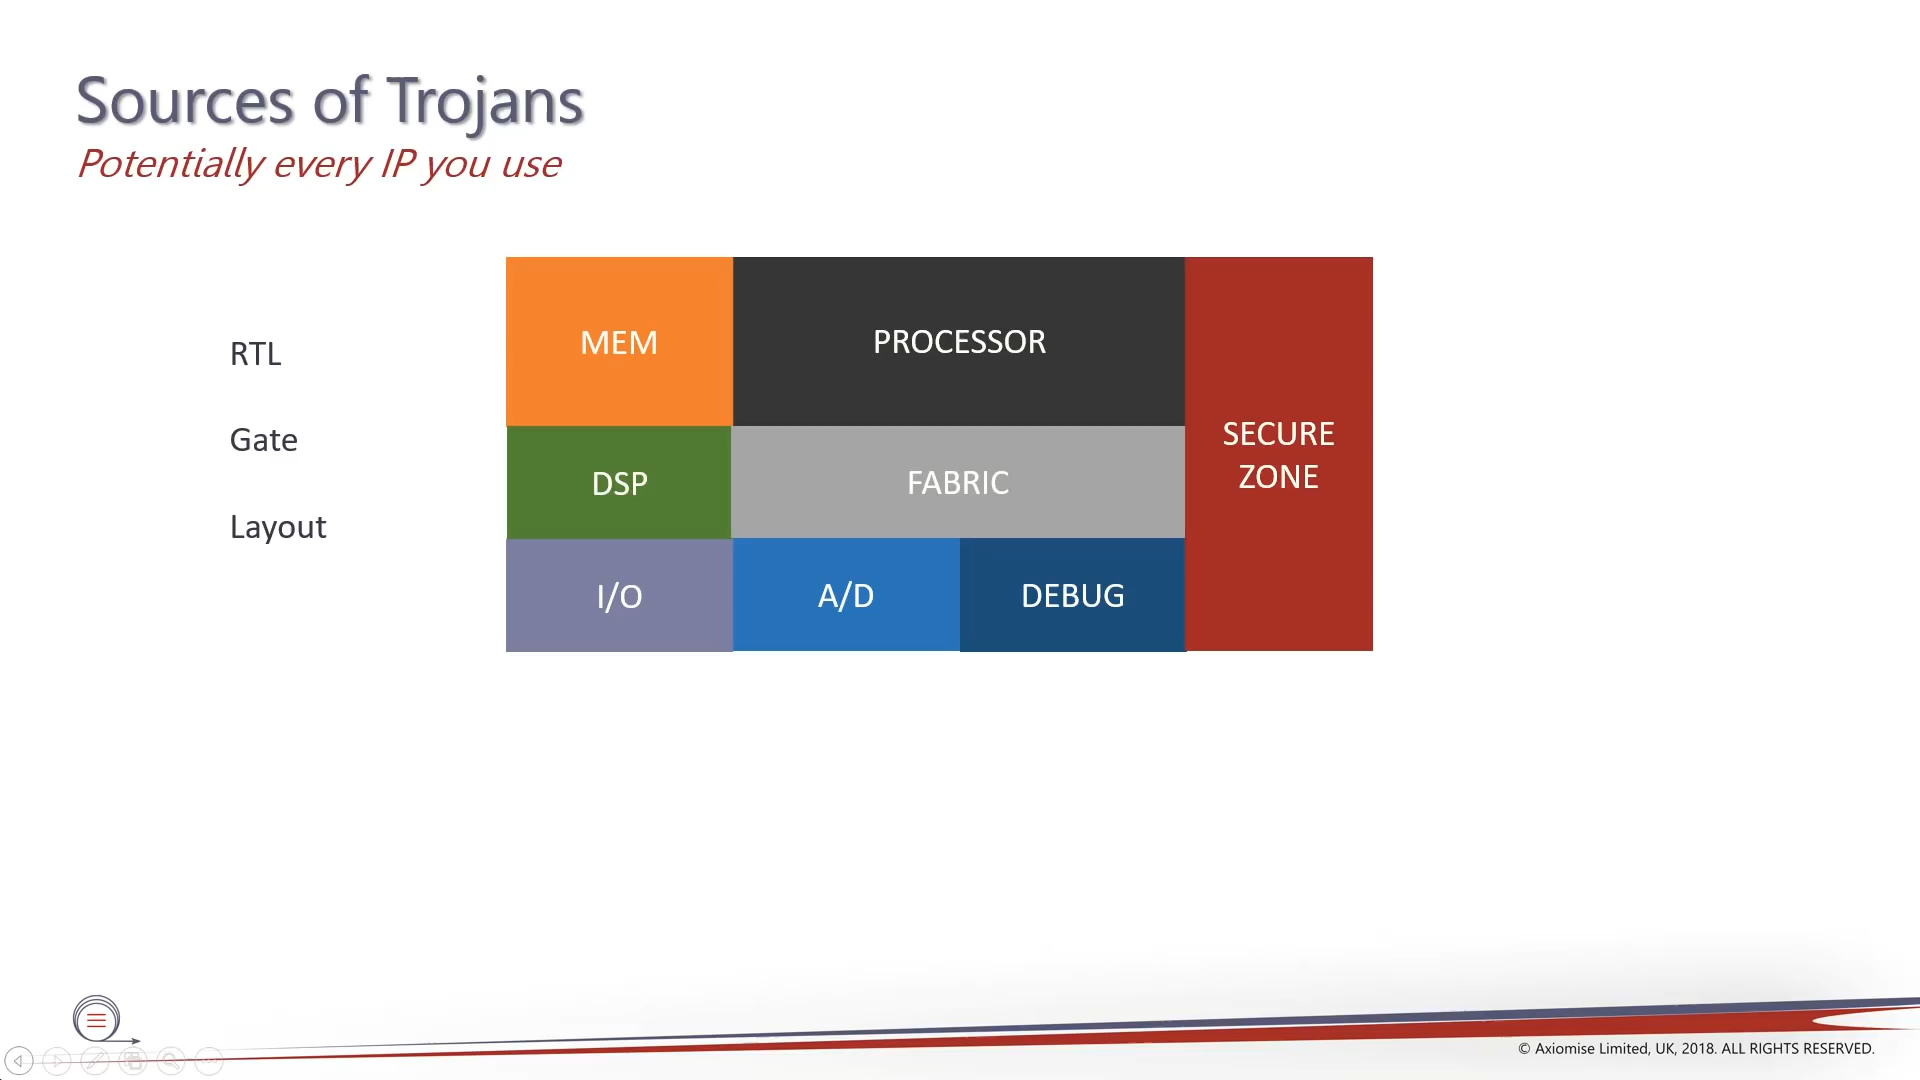 Sources of Trojans
Potentially every IP you use
RTL
Gate
Layout
MEM
PROCESSOR
DSP
FABRIC
I/O
A/D
DEBUG
SECURE
ZONE
© Axiomise Limited, UK, 2018. ALL RIGHTS RESERVED.